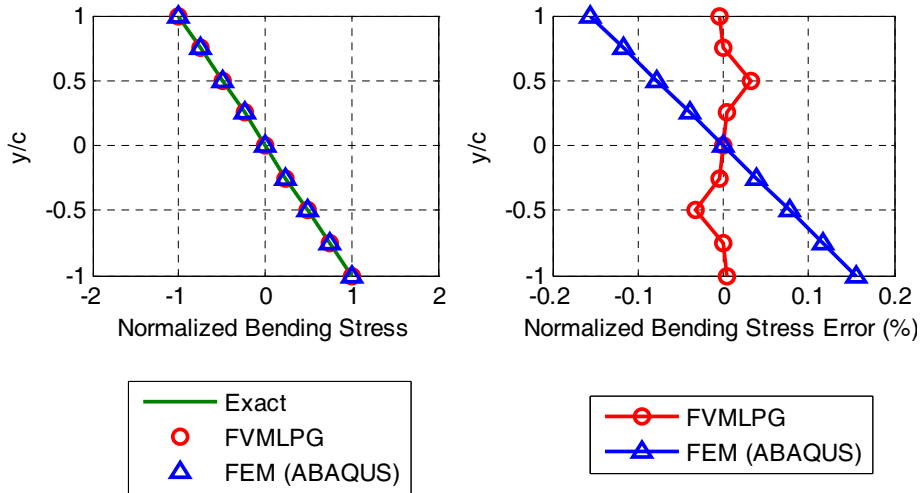 1
0.5
0
-0.5
-1
y/c
-2
-1
0
1
2
Normalized Bending Stress
Exact
FVMLPG
FEM (ABAQUS)
1
0.5
0
-0.5
-1
y/c
-0.2
-0.1
0
0.1
0.2
Normalized Bending Stress Error (%)
FVMLPG
FEM (ABAQUS)